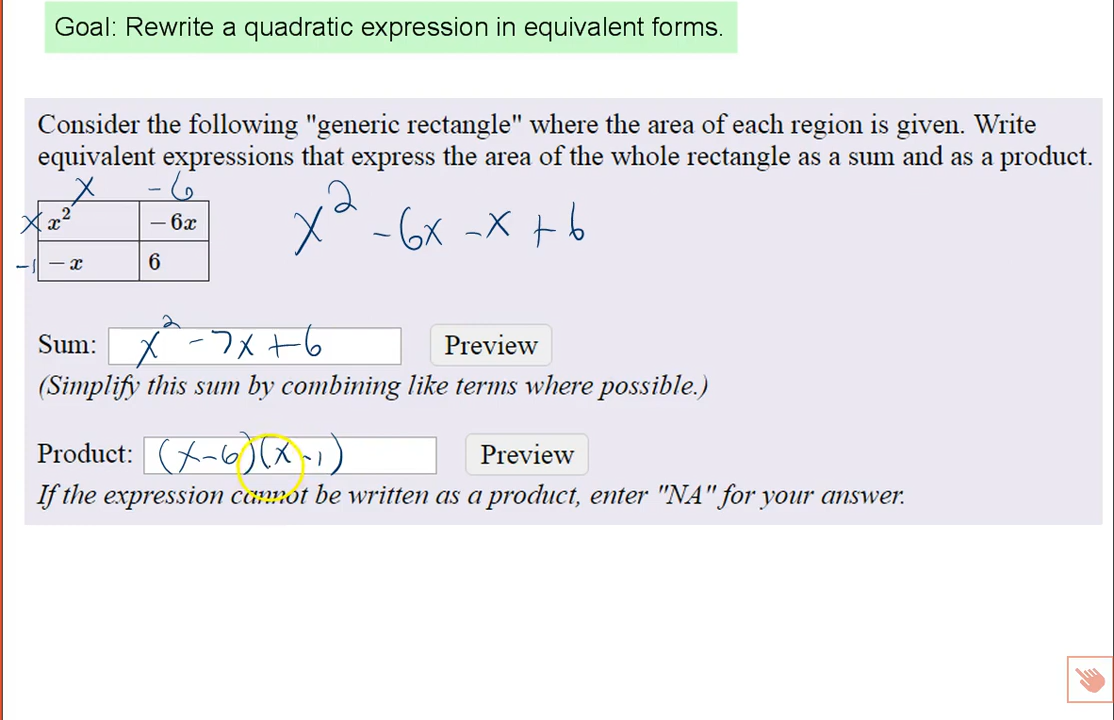 Goal: Rewrite a quadratic expression in equivalent forms.
Consider the following "generic rectangle" where the area of each region is given. Write
equivalent expressions that express the area of the whole rectangle as a sum and as a product.
x -6
x x² -6x x² - 6x - x + 6
-1 -x 6
Sum: x² - 7x + 6 Preview
(Simplify this sum by combining like terms where possible.)
Product: (x-6)(x-1) Preview
If the expression cannot be written as a product, enter "NA" for your answer.